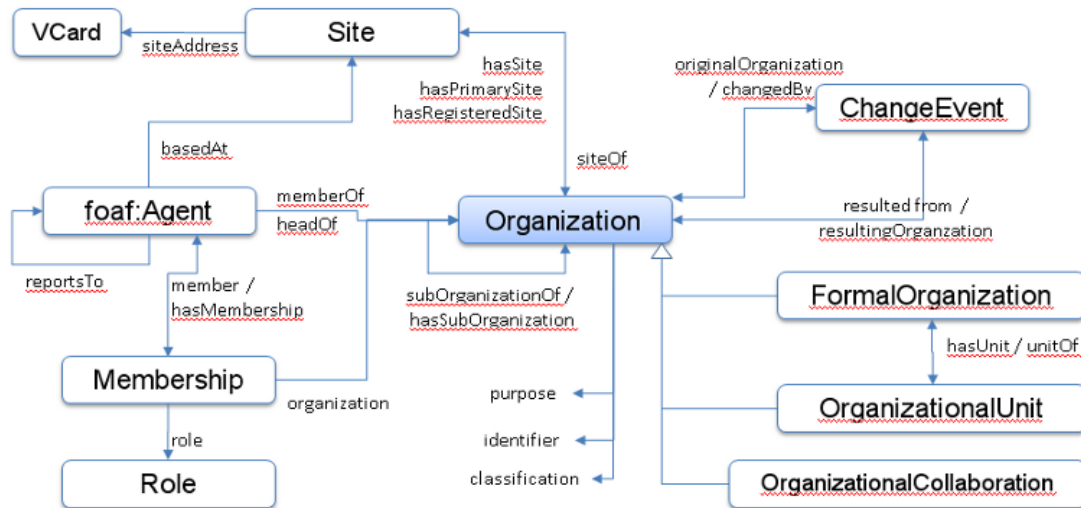 VCard
siteAddress
Site
hasSite
hasPrimarySite
hasRegisteredSite
siteOf
originalOrganization
/ changedBy
ChangeEvent
basedAt
foaf:Agent
memberOf
headOf
Organization
resulted from /
resultingOrganzation
reportsTo
member /
hasMembership
subOrganizationOf /
hasSubOrganization
FormalOrganization
hasUnit / unitOf
Membership
organization
purpose
OrganizationalUnit
role
identifier
Role
classification
OrganizationalCollaboration